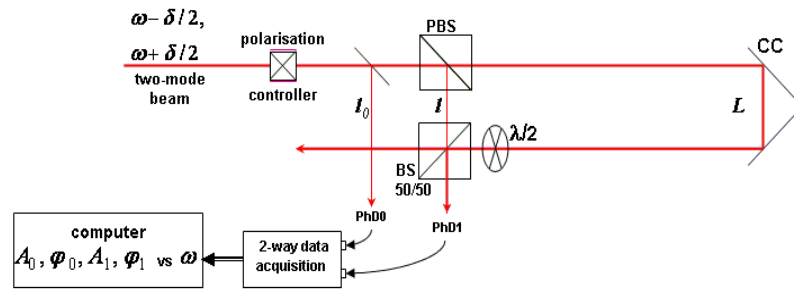 ω− δ/2,
ω+ δ/2
two-mode
beam
polarisation
controller
l₀
PBS
l
CC
L
λ/2
BS
50/50
PhD0
PhD1
2-way data
acquisition
computer
A₀, φ₀, A₁, φ₁ vs ω